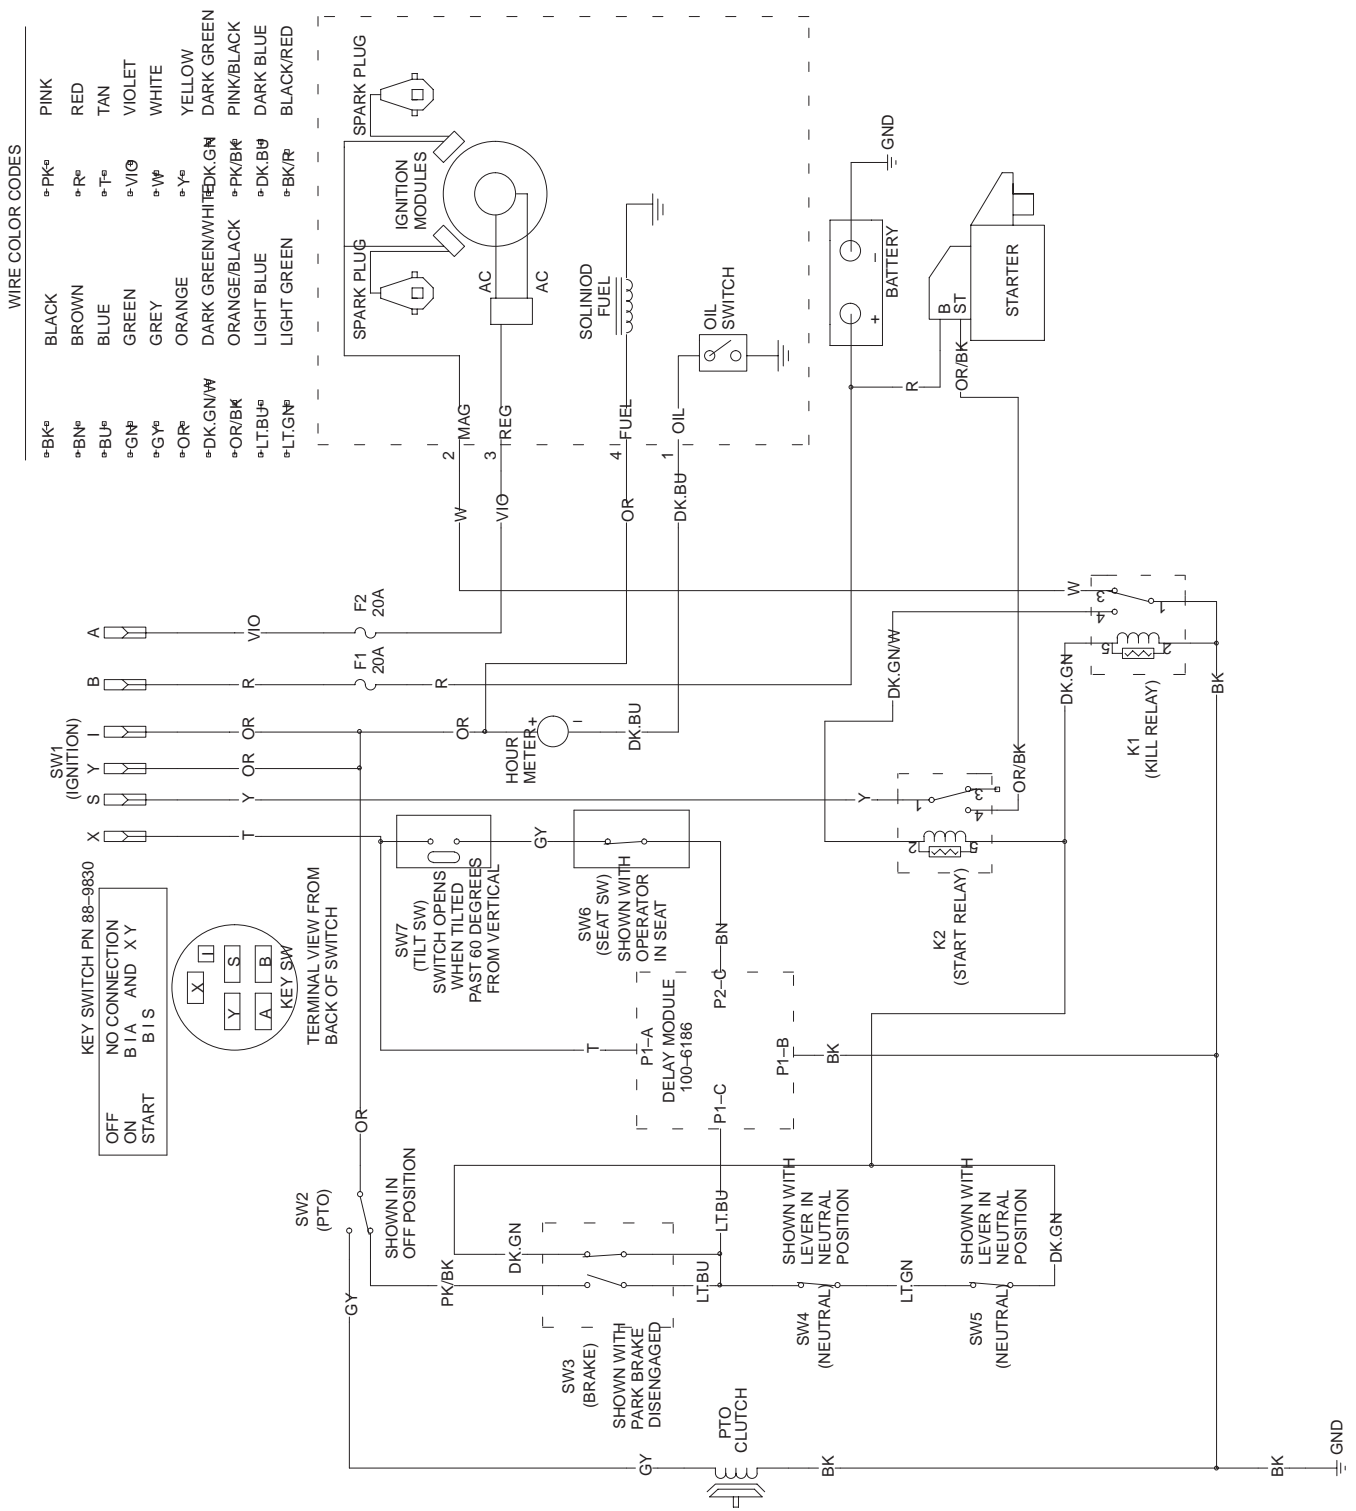 WIRE COLOR CODES
BK BLACK PK PINK
BN BROWN R RED
BU BLUE T TAN
GN GREEN VIO VIOLET
GY GREY W WHITE
OR ORANGE Y YELLOW
DK.GN/W DARK GREEN/WHITE DK.GN DARK GREEN
OR/BK ORANGE/BLACK PK/BK PINK/BLACK
LT.BU LIGHT BLUE DK.BU DARK BLUE
LT.GN LIGHT GREEN BK/R BLACK/RED
KEY SWITCH PN 88–9830
OFF NO CONNECTION
ON B I A AND X Y
START B I S
X I
Y S
A B
KEY SW
TERMINAL VIEW FROM
BACK OF SWITCH
SW1
(IGNITION)
X S Y I B A
T
Y
OR
OR
R
VIO
F1
20A
F2
20A
R
OR
HOUR
METER
+
–
DK.BU
SPARK PLUG
SPARK PLUG
IGNITION
MODULES
AC
AC
SOLINIOD
FUEL
OIL
SWITCH
2 MAG
3 REG
4 FUEL
1 OIL
W
VIO
OR
DK.BU
BATTERY
+
–
GND
STARTER
B
ST
R
OR/BK
SW7
(TILT SW)
SWITCH OPENS
WHEN TILTED
PAST 60 DEGREES
FROM VERTICAL
GY
SW6
(SEAT SW)
SHOWN WITH
OPERATOR
IN SEAT
BN
T
P1–A
DELAY MODULE
100–6186
P2–C
P1–C
P1–B
BK
Y
1
3
4
2
5
K2
(START RELAY)
OR/BK
DK.GN/W
DK.GN
W
3
4
1
5
2
K1
(KILL RELAY)
BK
OR
SW2
(PTO)
SHOWN IN
OFF POSITION
GY
PK/BK
DK.GN
SW3
(BRAKE)
SHOWN WITH
PARK BRAKE
DISENGAGED
LT.BU
LT.BU
SHOWN WITH
LEVER IN
NEUTRAL
POSITION
SW4
(NEUTRAL)
LT.GN
SHOWN WITH
LEVER IN
NEUTRAL
POSITION
SW5
(NEUTRAL)
DK.GN
GY
PTO
CLUTCH
BK
BK
GND